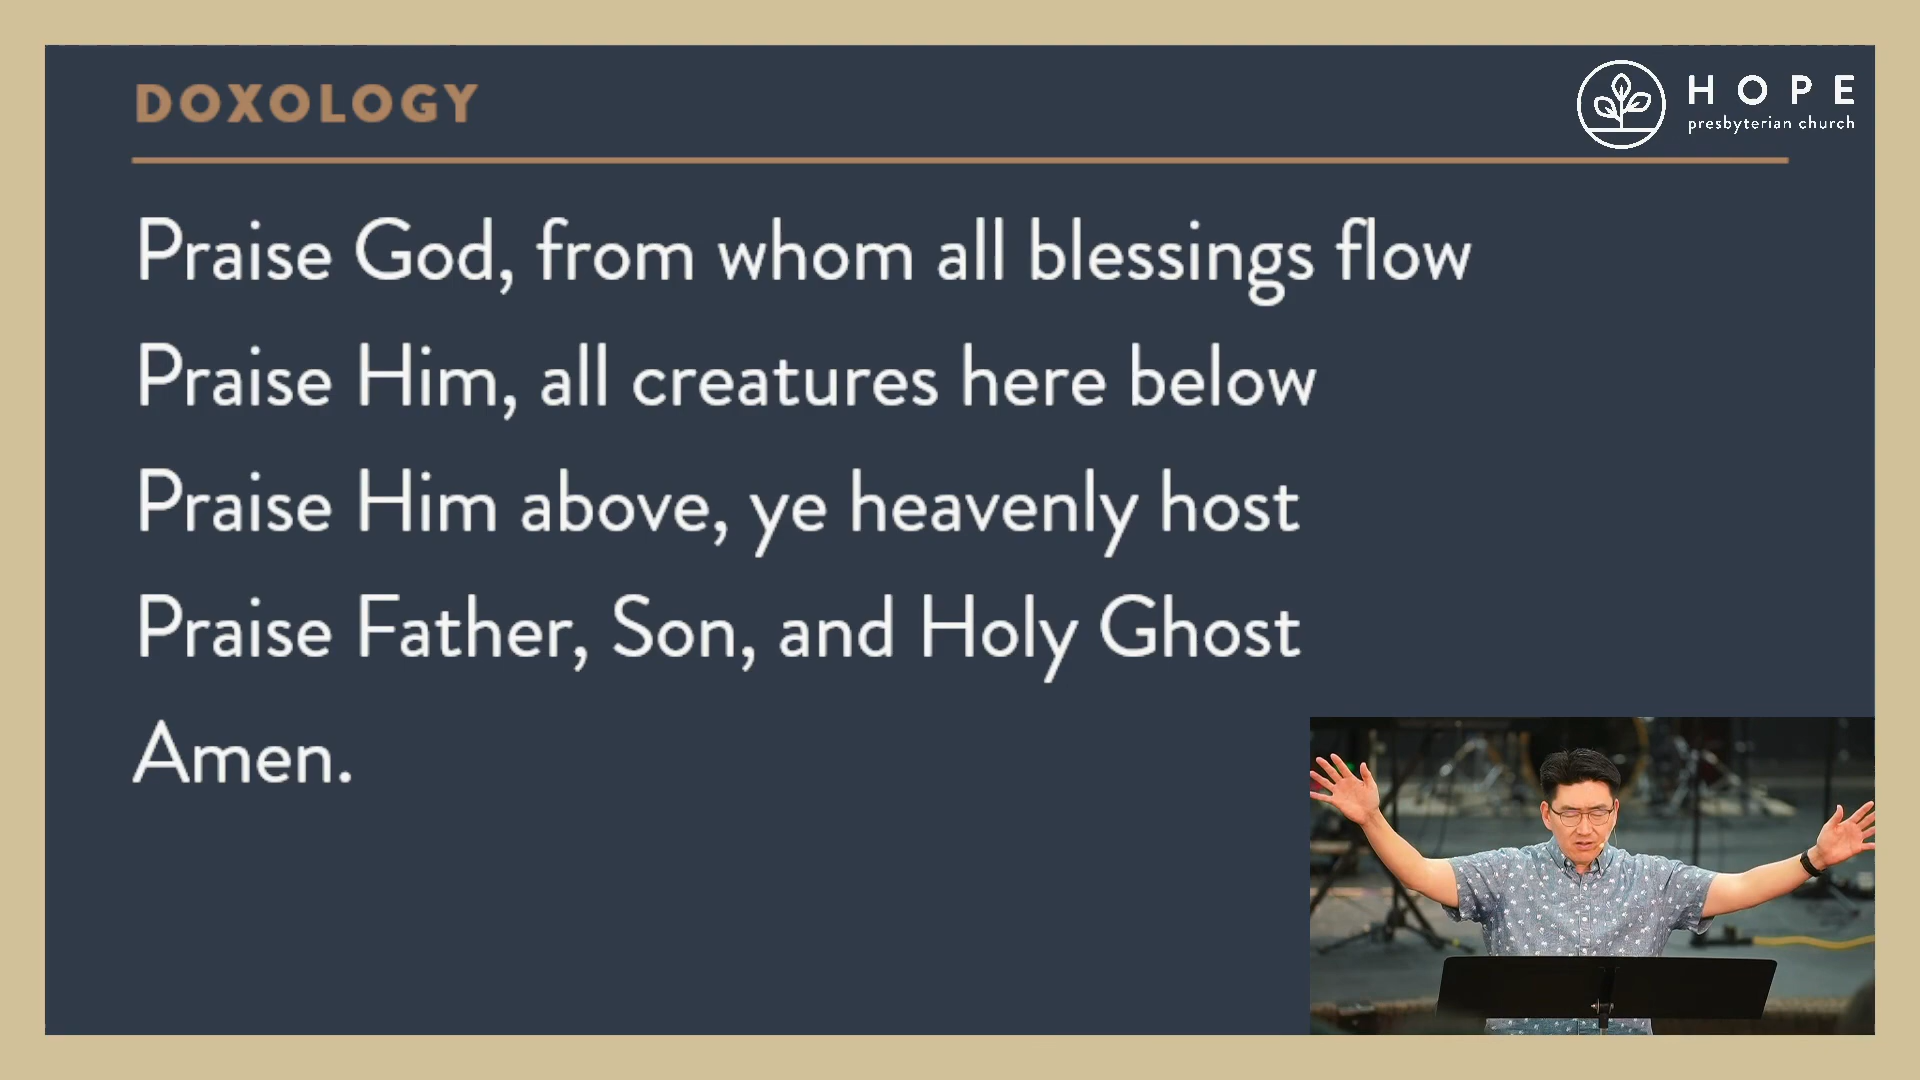 DOXOLOGY
HOPE
presbyterian church
Praise God, from whom all blessings flow
Praise Him, all creatures here below
Praise Him above, ye heavenly host
Praise Father, Son, and Holy Ghost
Amen.